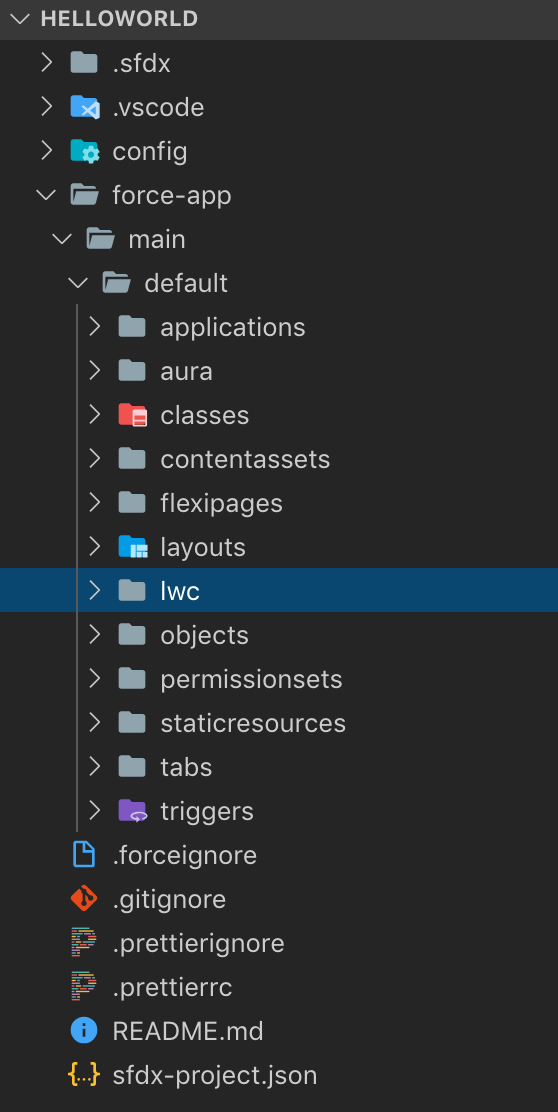 HELLOWORLD
.sfdx
.vscode
config
force-app
main
default
applications
aura
classes
contentassets
flexipages
layouts
lwc
objects
permissionsets
staticresources
tabs
triggers
.forceignore
.gitignore
.prettierignore
.prettierrc
README.md
sfdx-project.json